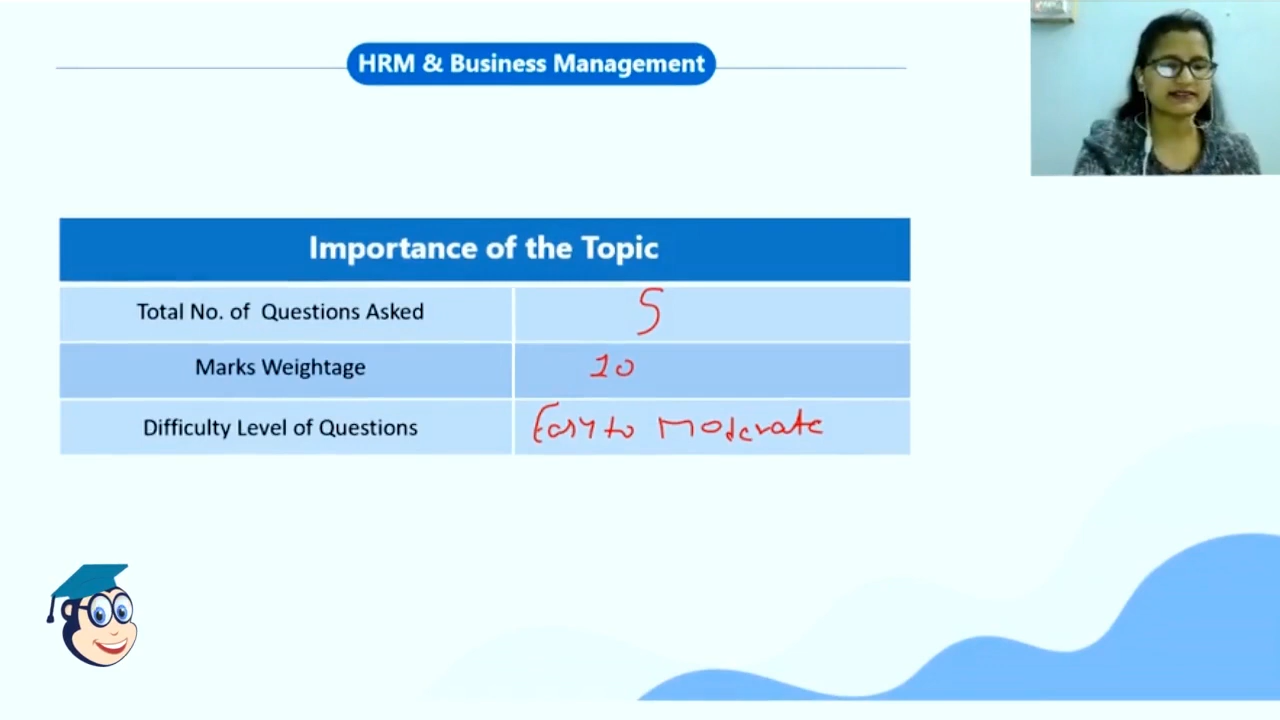 HRM & Business Management
Importance of the Topic
Total No. of Questions Asked 5
Marks Weightage 10
Difficulty Level of Questions Easy to Moderate